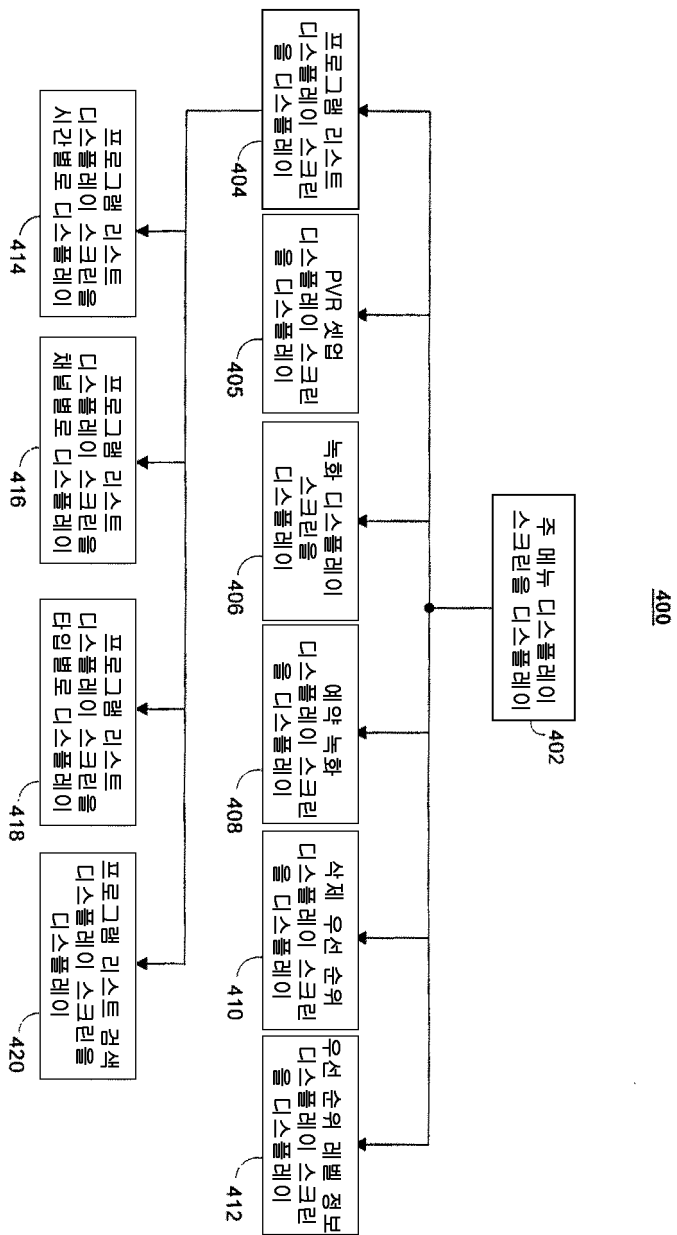 400
주 메뉴 디스플레이
스크린을 디스플레이
402
프로그램 리스트
디스플레이 스크린
을 디스플레이
404
PVR 셋업
디스플레이 스크린
을 디스플레이
405
녹화 디스플레이
스크린을
디스플레이
406
예약 녹화
디스플레이 스크린
을 디스플레이
408
삭제 우선 순위
디스플레이 스크린
을 디스플레이
410
우선 순위 레벨 정보
디스플레이 스크린
을 디스플레이
412
프로그램 리스트
디스플레이 스크린을
시간별로 디스플레이
414
프로그램 리스트
디스플레이 스크린을
채널별로 디스플레이
416
프로그램 리스트
디스플레이 스크린을
타입별로 디스플레이
418
프로그램 리스트 검색
디스플레이 스크린을
디스플레이
420